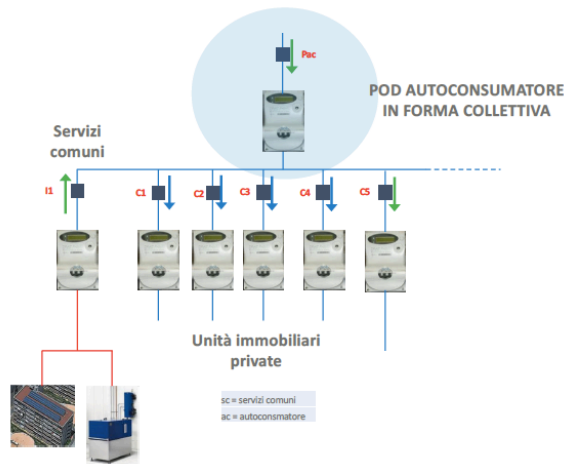 Pac
POD AUTOCONSUMATORE
IN FORMA COLLETTIVA
Servizi
comuni
I1
C1
C2
C3
C4
C5
Unità immobiliari
private
sc = servizi comuni
ac = autoconsmatore